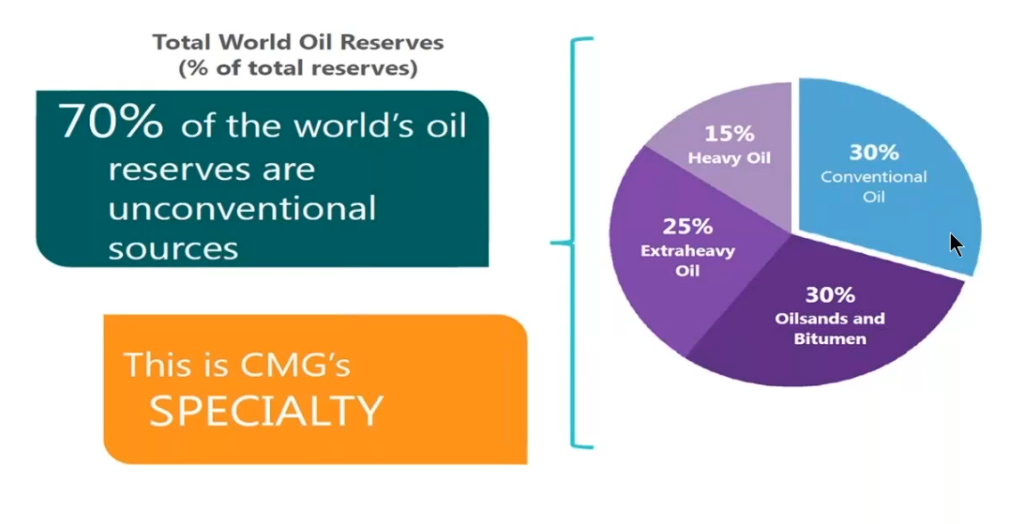 Total World Oil Reserves
(% of total reserves)
70% of the world's oil
reserves are
unconventional
sources
This is CMG's
SPECIALTY
15%
Heavy Oil
30%
Conventional
Oil
25%
Extraheavy
Oil
30%
Oilsands and
Bitumen